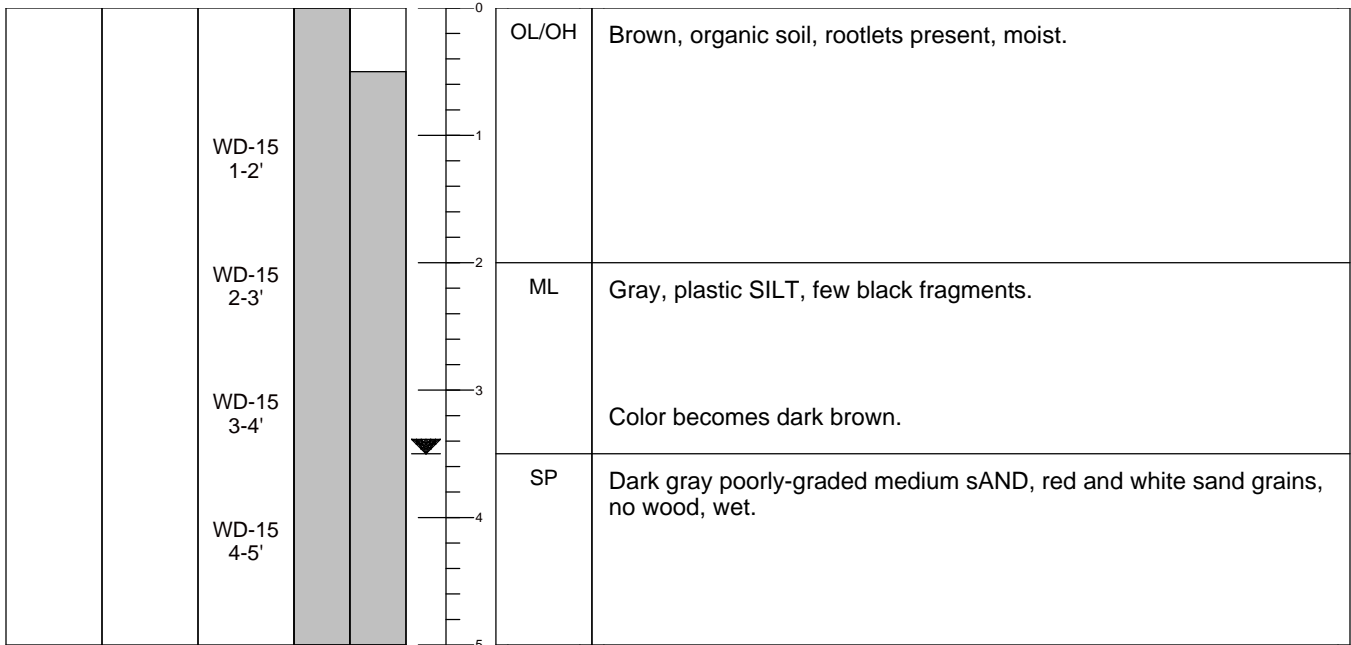 0
OL/OH
Brown, organic soil, rootlets present, moist.
1
WD-15
1-2'
2
WD-15
2-3'
ML
Gray, plastic SILT, few black fragments.
3
WD-15
3-4'
Color becomes dark brown.
SP
Dark gray poorly-graded medium sAND, red and white sand grains,
no wood, wet.
4
WD-15
4-5'
5